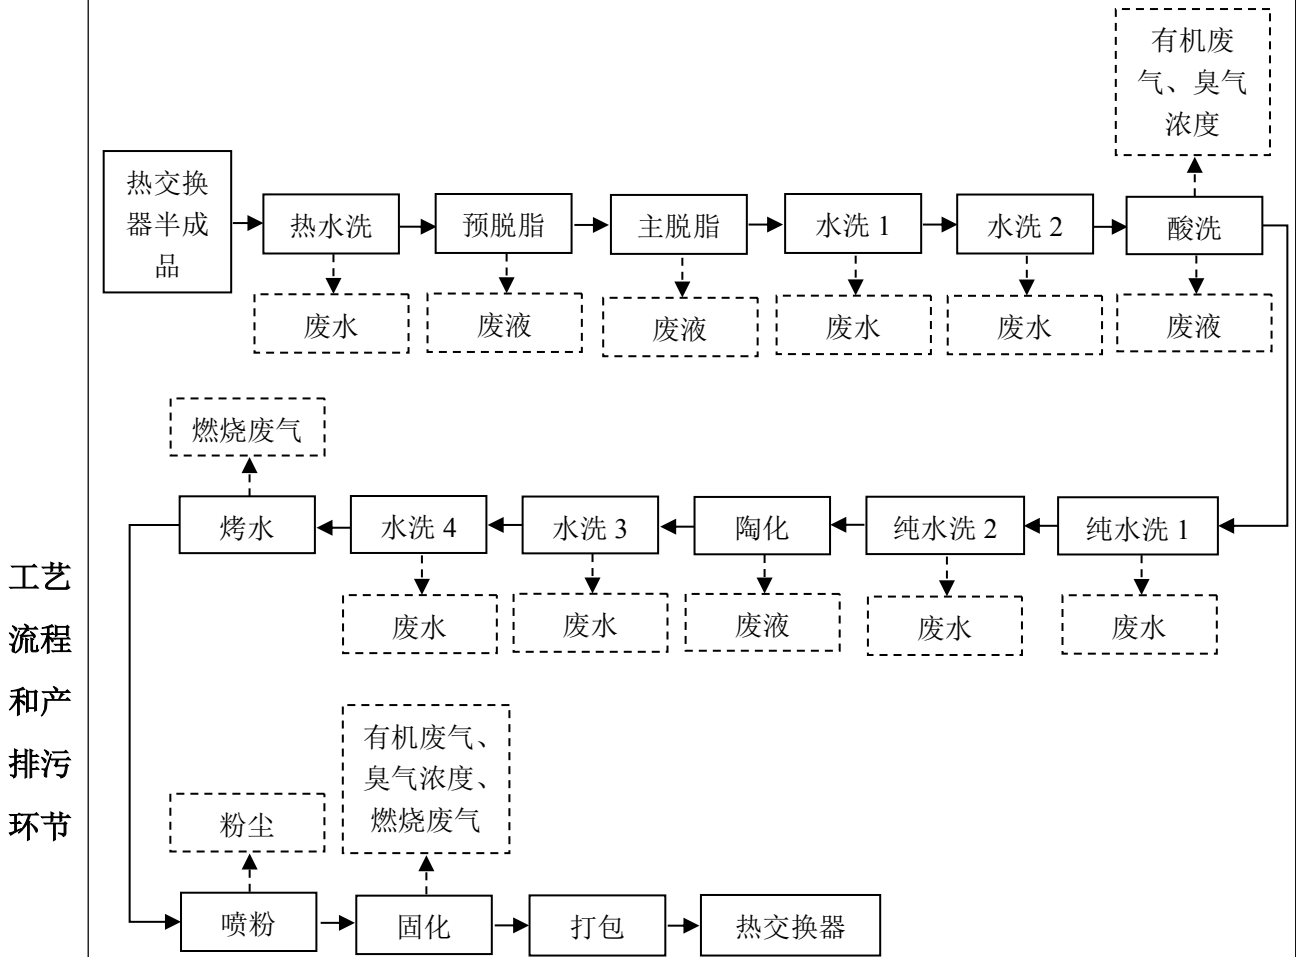 有机废
气、臭气
浓度
热交换
器半成
品
热水洗
预脱脂
主脱脂
水洗 1
水洗 2
酸洗
废水
废液
废液
废水
废水
废液
燃烧废气
烤水
水洗 4
水洗 3
陶化
纯水洗 2
纯水洗 1
废水
废水
废液
废水
废水
工艺
流程
和产
排污
环节
有机废气、
臭气浓度、
燃烧废气
粉尘
喷粉
固化
打包
热交换器